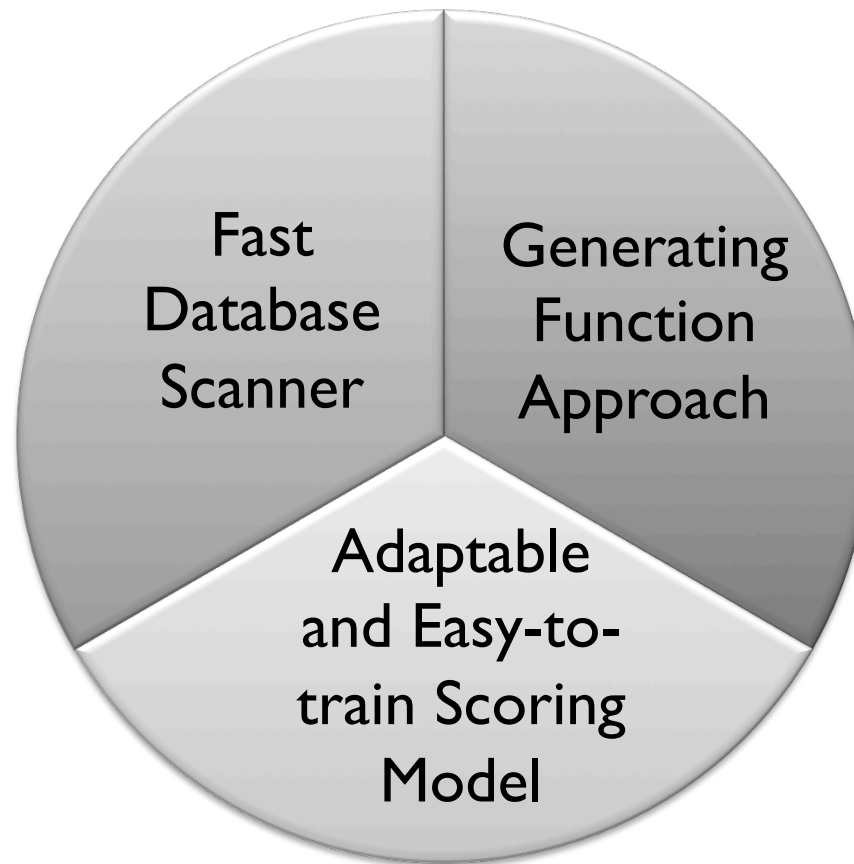 Fast
Database
Scanner
Generating
Function
Approach
Adaptable
and Easy-to-
train Scoring
Model